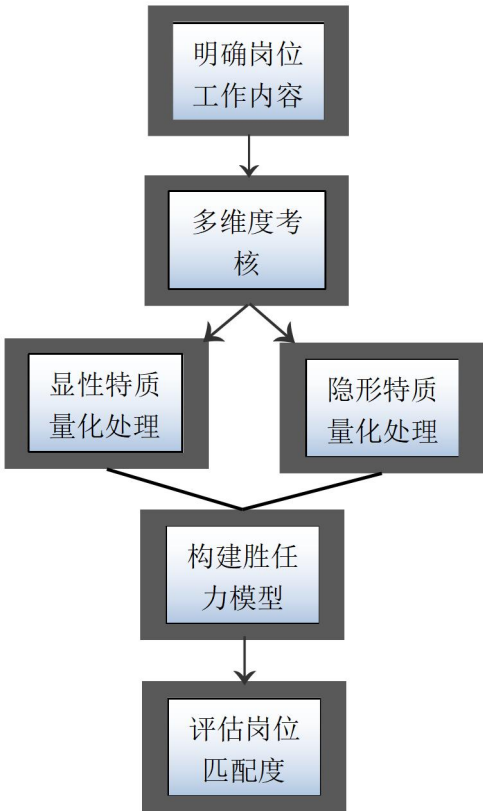 明确岗位
工作内容
多维度考
核
显性特质
量化处理
隐形特质
量化处理
构建胜任
力模型
评估岗位
匹配度